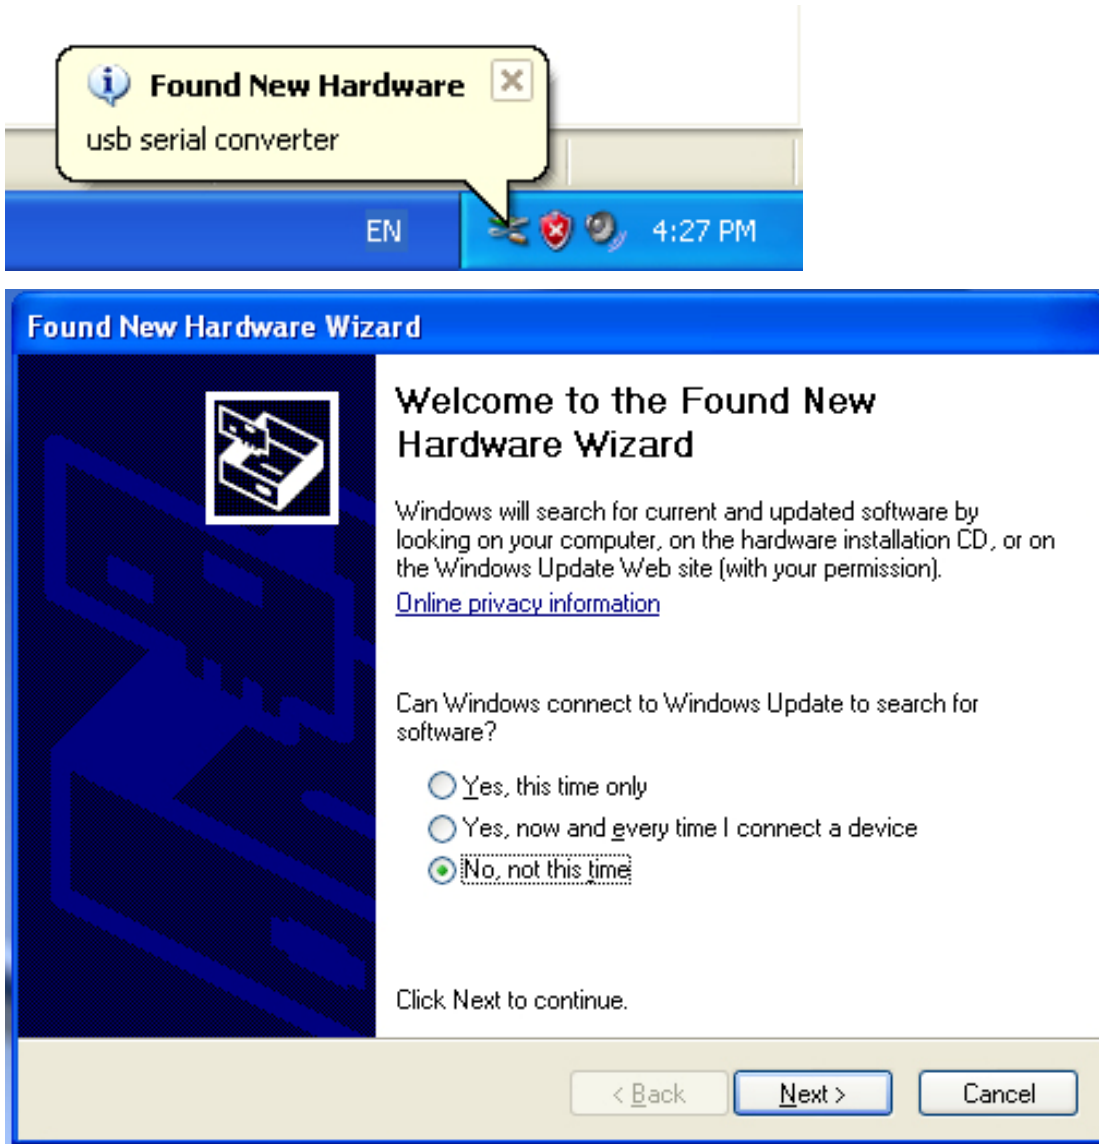 Found New Hardware
usb serial converter
EN
4:27 PM
Found New Hardware Wizard
Welcome to the Found New
Hardware Wizard
Windows will search for current and updated software by
looking on your computer, on the hardware installation CD, or on
the Windows Update Web site (with your permission).
Online privacy information
Can Windows connect to Windows Update to search for
software?
Yes, this time only
Yes, now and every time I connect a device
No, not this time
Click Next to continue.
< Back
Next >
Cancel